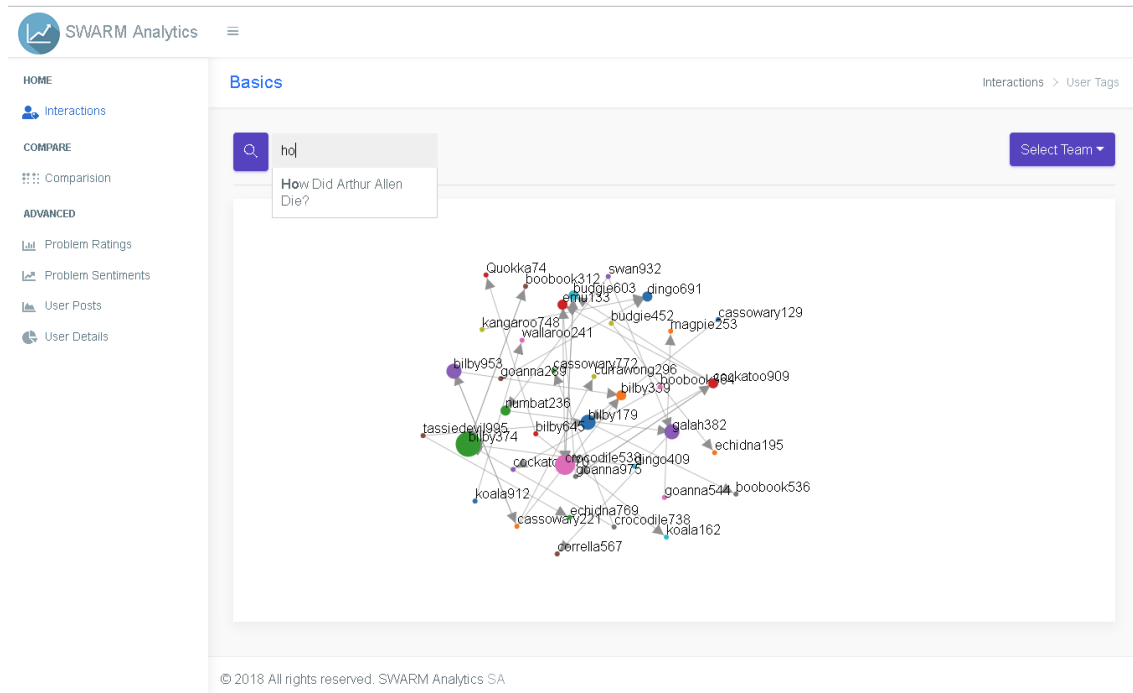 SWARM Analytics
HOME
Interactions
COMPARE
Comparision
ADVANCED
Problem Ratings
Problem Sentiments
User Posts
User Details
Basics
Interactions > User Tags
ho
How Did Arthur Allen
Die?
Select Team
Quokka74
swan932
boobook312
budgie603
dingo691
emu133
cassowary129
kangaroo748
budgie452
magpie253
wallaroo241
bilby953
cassowary772
goanna289
currawong296
boobook464
cockatoo909
bilby339
numbat236
bilby179
tassiedevil995
bilby645
galah382
bilby374
echidna195
crocodile538
dingo409
goanna975
koala912
goanna544
boobook536
echidna769
cassowary221
crocodile738
koala162
corrella567
© 2018 All rights reserved. SWARM Analytics SA